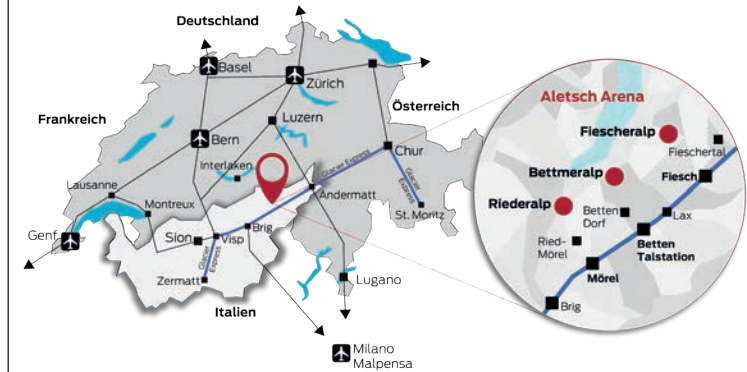 Deutschland
Basel
Zürich
Österreich
Frankreich
Bern
Luzern
Interlaken
Chur
Glacier Express
Glacier
Express
Lausanne
Montreux
Andermatt
St. Moritz
Genf
Sion
Visp
Brig
Glacier
Express
Zermatt
Lugano
Italien
Milano
Malpensa
Aletsch Arena
Fiescheralp
Fieschertal
Bettmeralp
Fiesch
Riederalp
Betten
Dorf
Lax
Ried-
Mörel
Betten
Talstation
Mörel
Brig